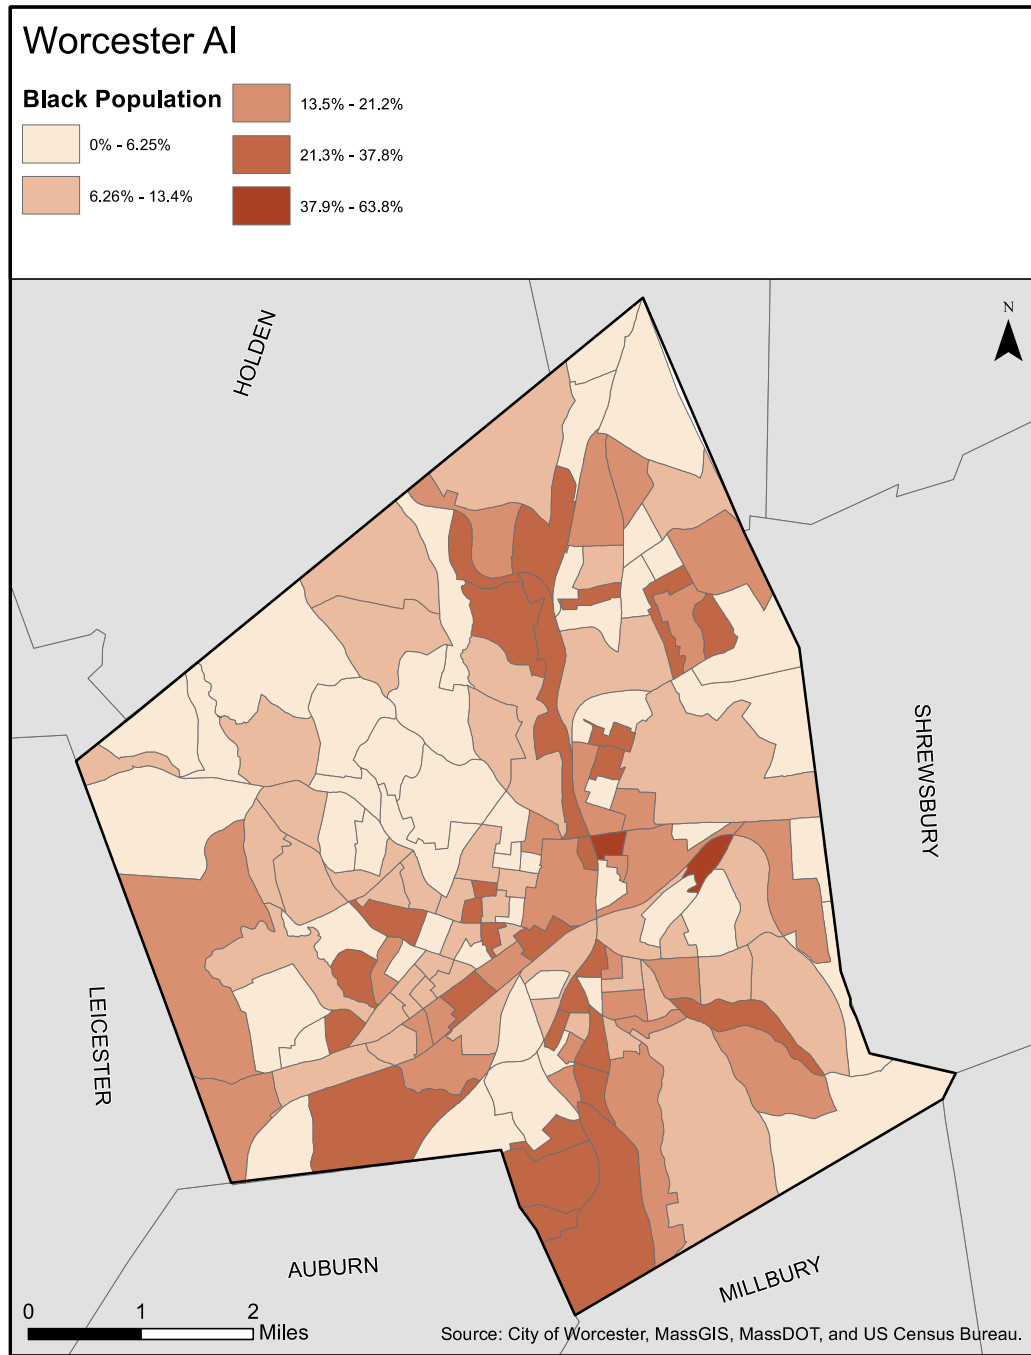 Worcester AI
Black Population
0% - 6.25%
6.26% - 13.4%
13.5% - 21.2%
21.3% - 37.8%
37.9% - 63.8%
N
HOLDEN
SHREWSBURY
LEICESTER
AUBURN
MILLBURY
0 1 2
Miles
Source: City of Worcester, MassGIS, MassDOT, and US Census Bureau.